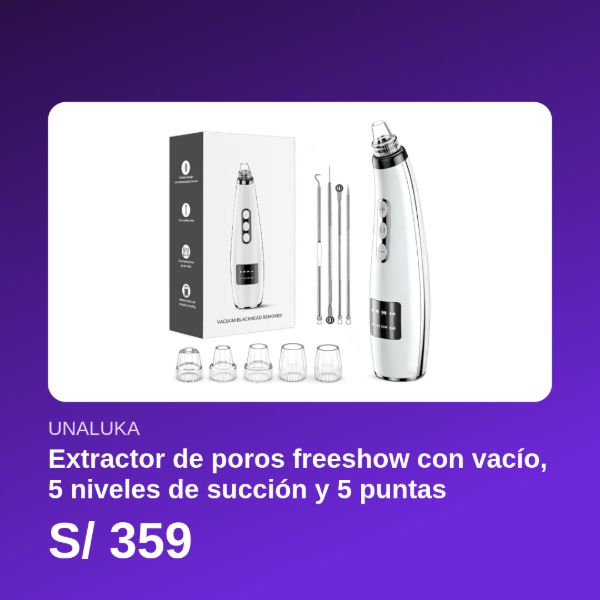 VACUUM BLACKHEAD REMOVER
M
UNALUKA
Extractor de poros freeshow con vacío,
5 niveles de succión y 5 puntas
S/ 359